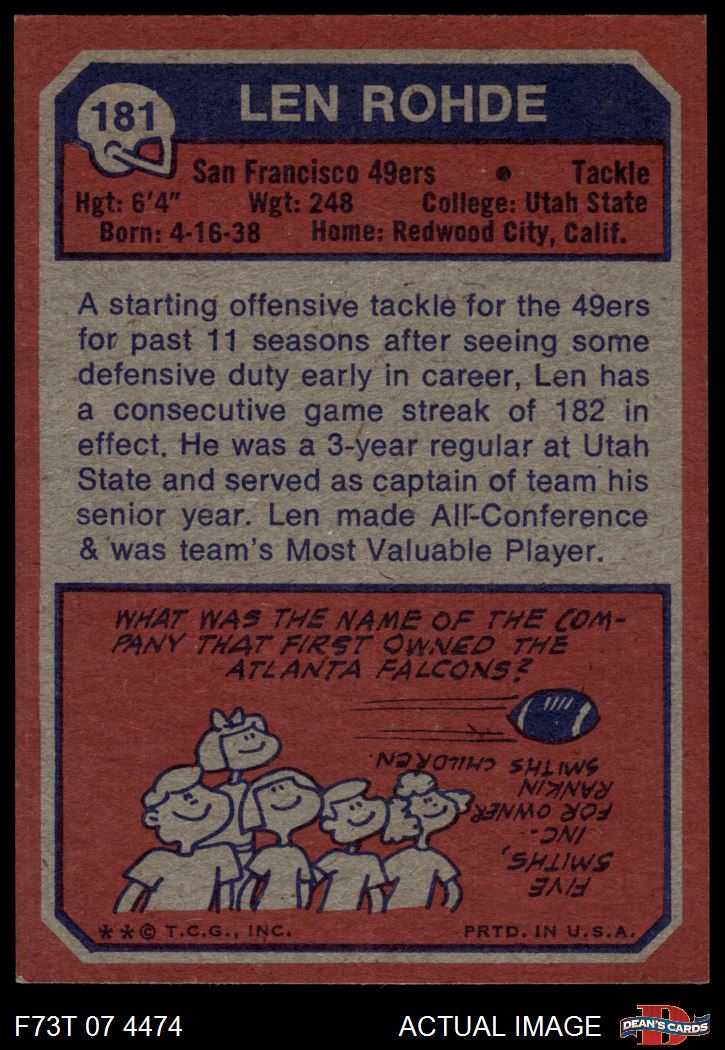 181
LEN ROHDE
San Francisco 49ers • Tackle
Hgt: 6'4" Wgt: 248 College: Utah State
Born: 4-16-38 Home: Redwood City, Calif.
A starting offensive tackle for the 49ers
for past 11 seasons after seeing some
defensive duty early in career, Len has
a consecutive game streak of 182 in
effect. He was a 3-year regular at Utah
State and served as captain of team his
senior year. Len made All-Conference
& was team's Most Valuable Player.
WHAT WAS THE NAME OF THE COM-
PANY THAT FIRST OWNED THE
ATLANTA FALCONS?
FIVE
SMITHS,
INC.
FOR OWNER
RANKIN
SMITHS CHILDREN.
**© T.C.G., INC. PRTD. IN U.S.A.
F73T 07 4474 ACTUAL IMAGE
D
DEAN'S CARDS